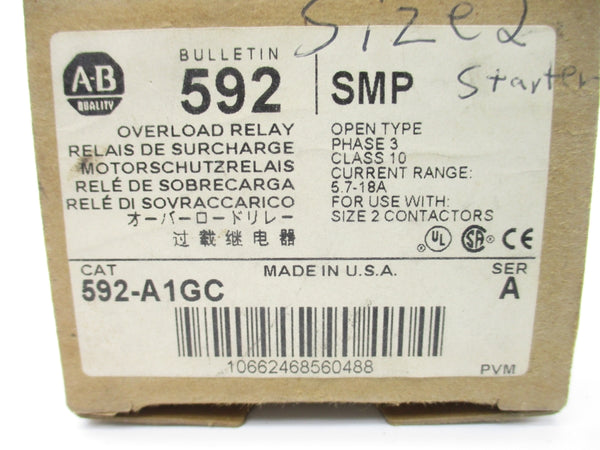 Size 2
Starter
A-B
QUALITY
BULLETIN
592
SMP
OVERLOAD RELAY
RELAIS DE SURCHARGE
MOTORSCHUTZRELAIS
RELÉ DE SOBRECARGA
RELÉ DI SOVRACCARICO
オーバーロードリレー
过载继电器
OPEN TYPE
PHASE 3
CLASS 10
CURRENT RANGE:
5.7-18A
FOR USE WITH:
SIZE 2 CONTACTORS
UL SA CE
CAT
MADE IN U.S.A.
SER
592-A1GC
A
10662468560488
PVM